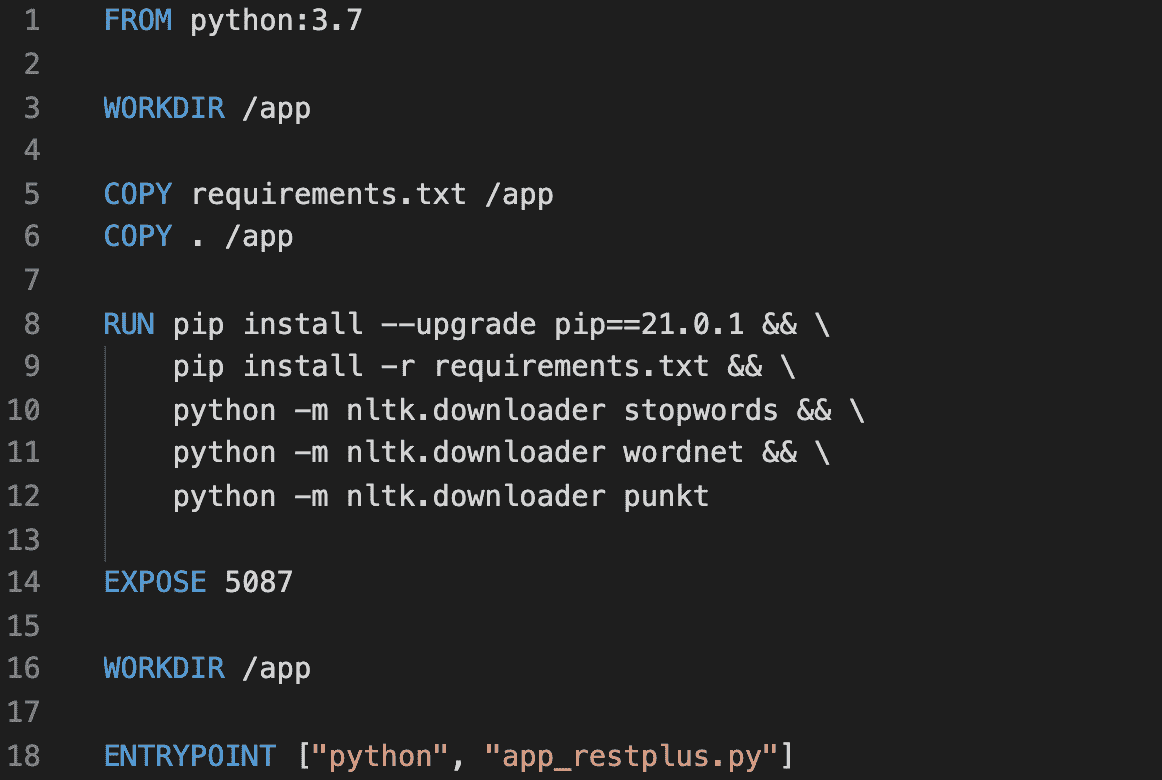 1 FROM python:3.7
2
3 WORKDIR /app
4
5 COPY requirements.txt /app
6 COPY . /app
7
8 RUN pip install --upgrade pip==21.0.1 && \
9     pip install -r requirements.txt && \
10     python -m nltk.downloader stopwords && \
11     python -m nltk.downloader wordnet && \
12     python -m nltk.downloader punkt
13
14 EXPOSE 5087
15
16 WORKDIR /app
17
18 ENTRYPOINT ["python", "app_restplus.py"]